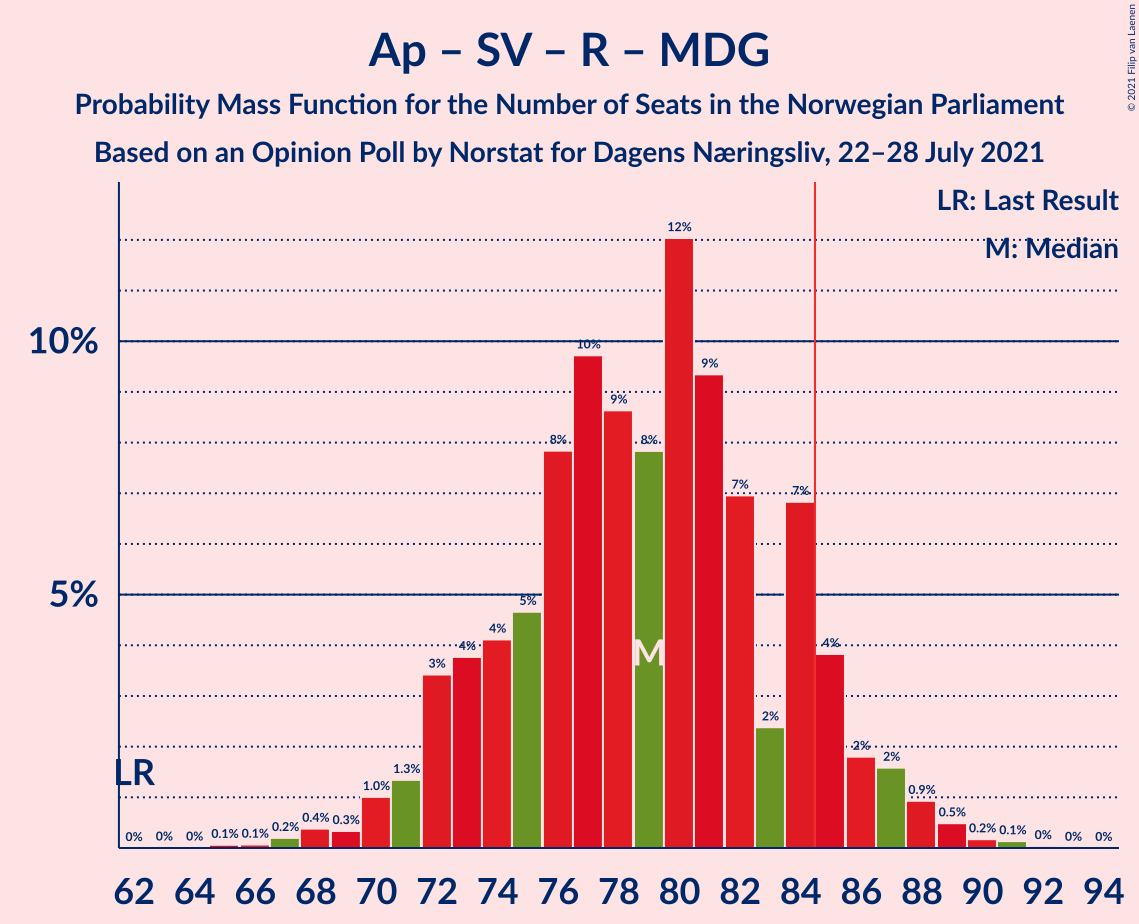 Ap – SV – R – MDG
Probability Mass Function for the Number of Seats in the Norwegian Parliament
Based on an Opinion Poll by Norstat for Dagens Næringsliv, 22–28 July 2021
© 2021 Filip van Laenen
LR: Last Result
M: Median
10%
5%
LR
M
0% 0% 0% 0.1% 0.1% 0.2% 0.4% 0.3% 1.0% 1.3% 3% 4% 4% 5% 8% 10% 9% 8% 12% 9% 7% 2% 7% 4% 2% 2% 0.9% 0.5% 0.2% 0.1% 0% 0% 0%
62 64 66 68 70 72 74 76 78 80 82 84 86 88 90 92 94